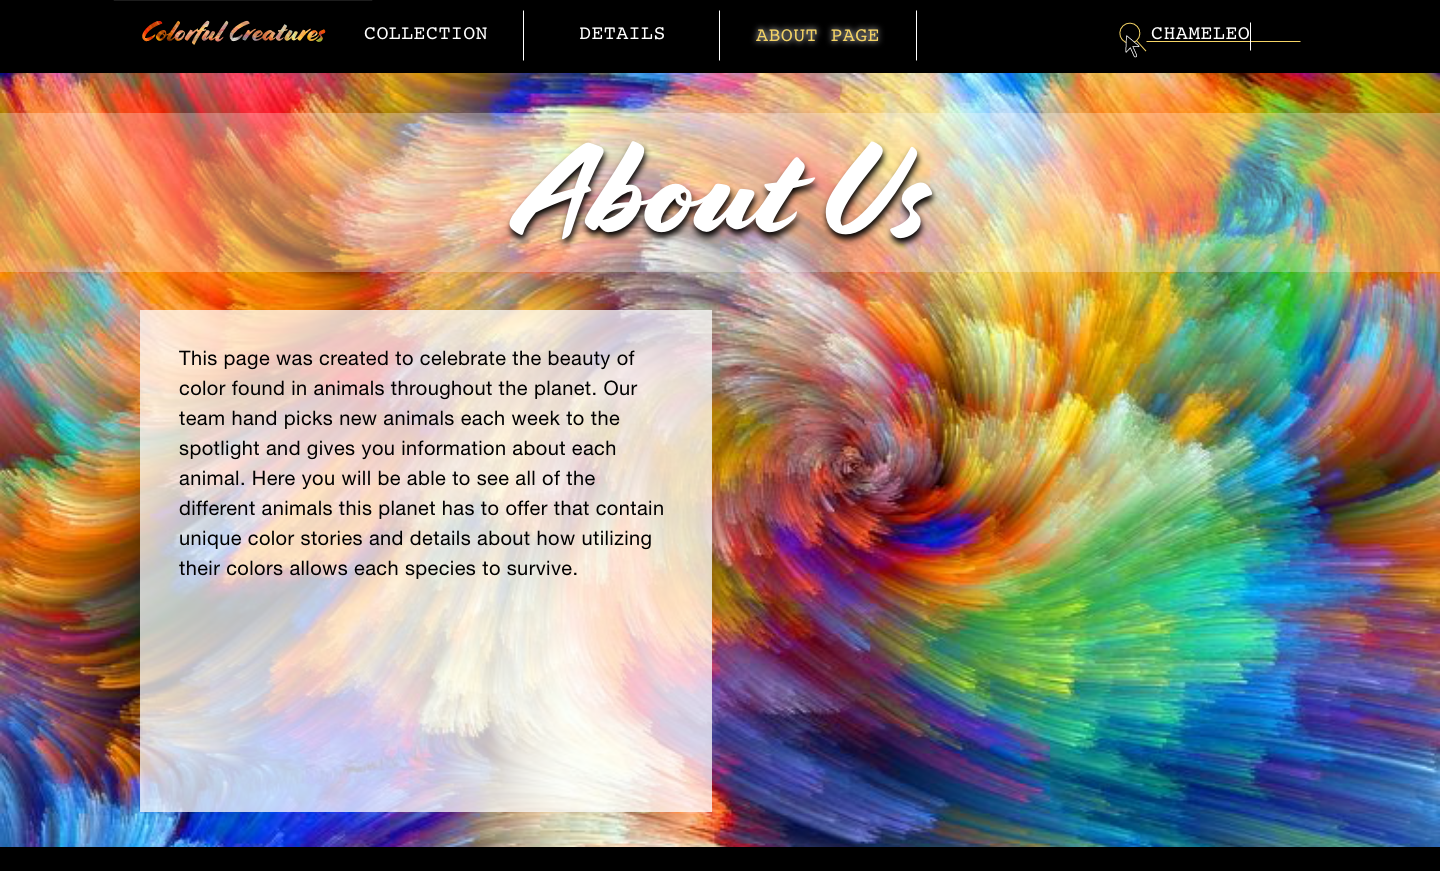 Colorful Creatures COLLECTION DETAILS ABOUT PAGE CHAMELEO
About Us
This page was created to celebrate the beauty of
color found in animals throughout the planet. Our
team hand picks new animals each week to the
spotlight and gives you information about each
animal. Here you will be able to see all of the
different animals this planet has to offer that contain
unique color stories and details about how utilizing
their colors allows each species to survive.